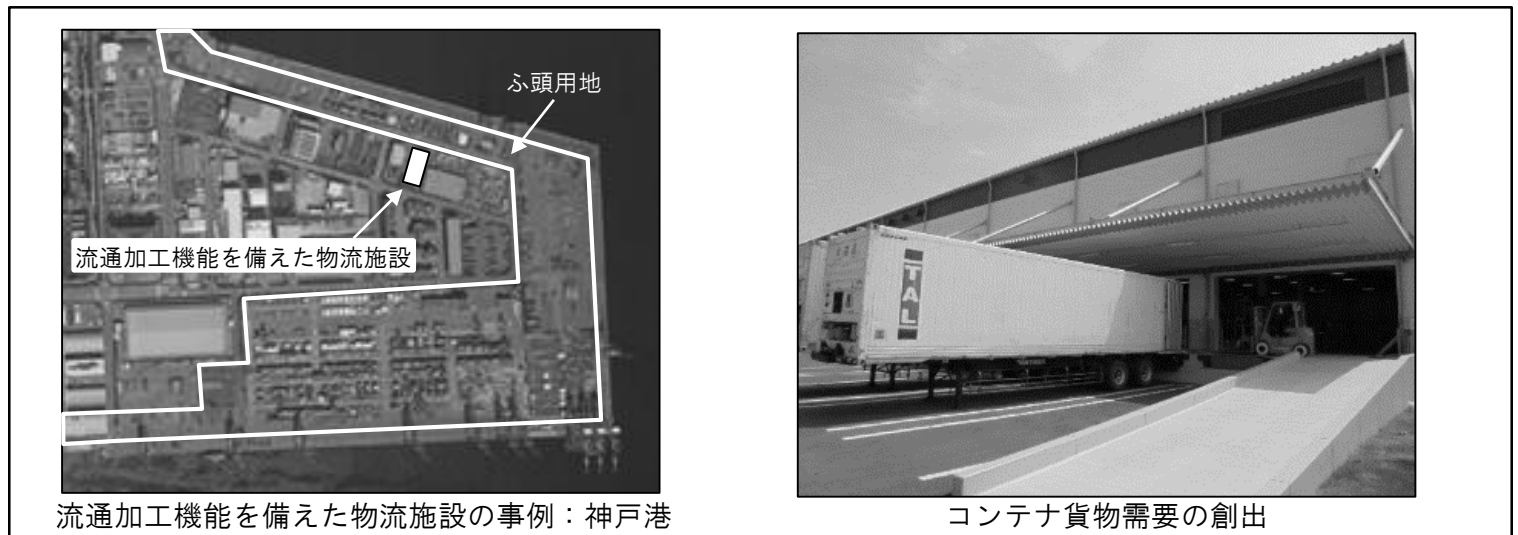 ふ頭用地
流通加工機能を備えた物流施設
流通加工機能を備えた物流施設の事例：神戸港
TAL
コンテナ貨物需要の創出